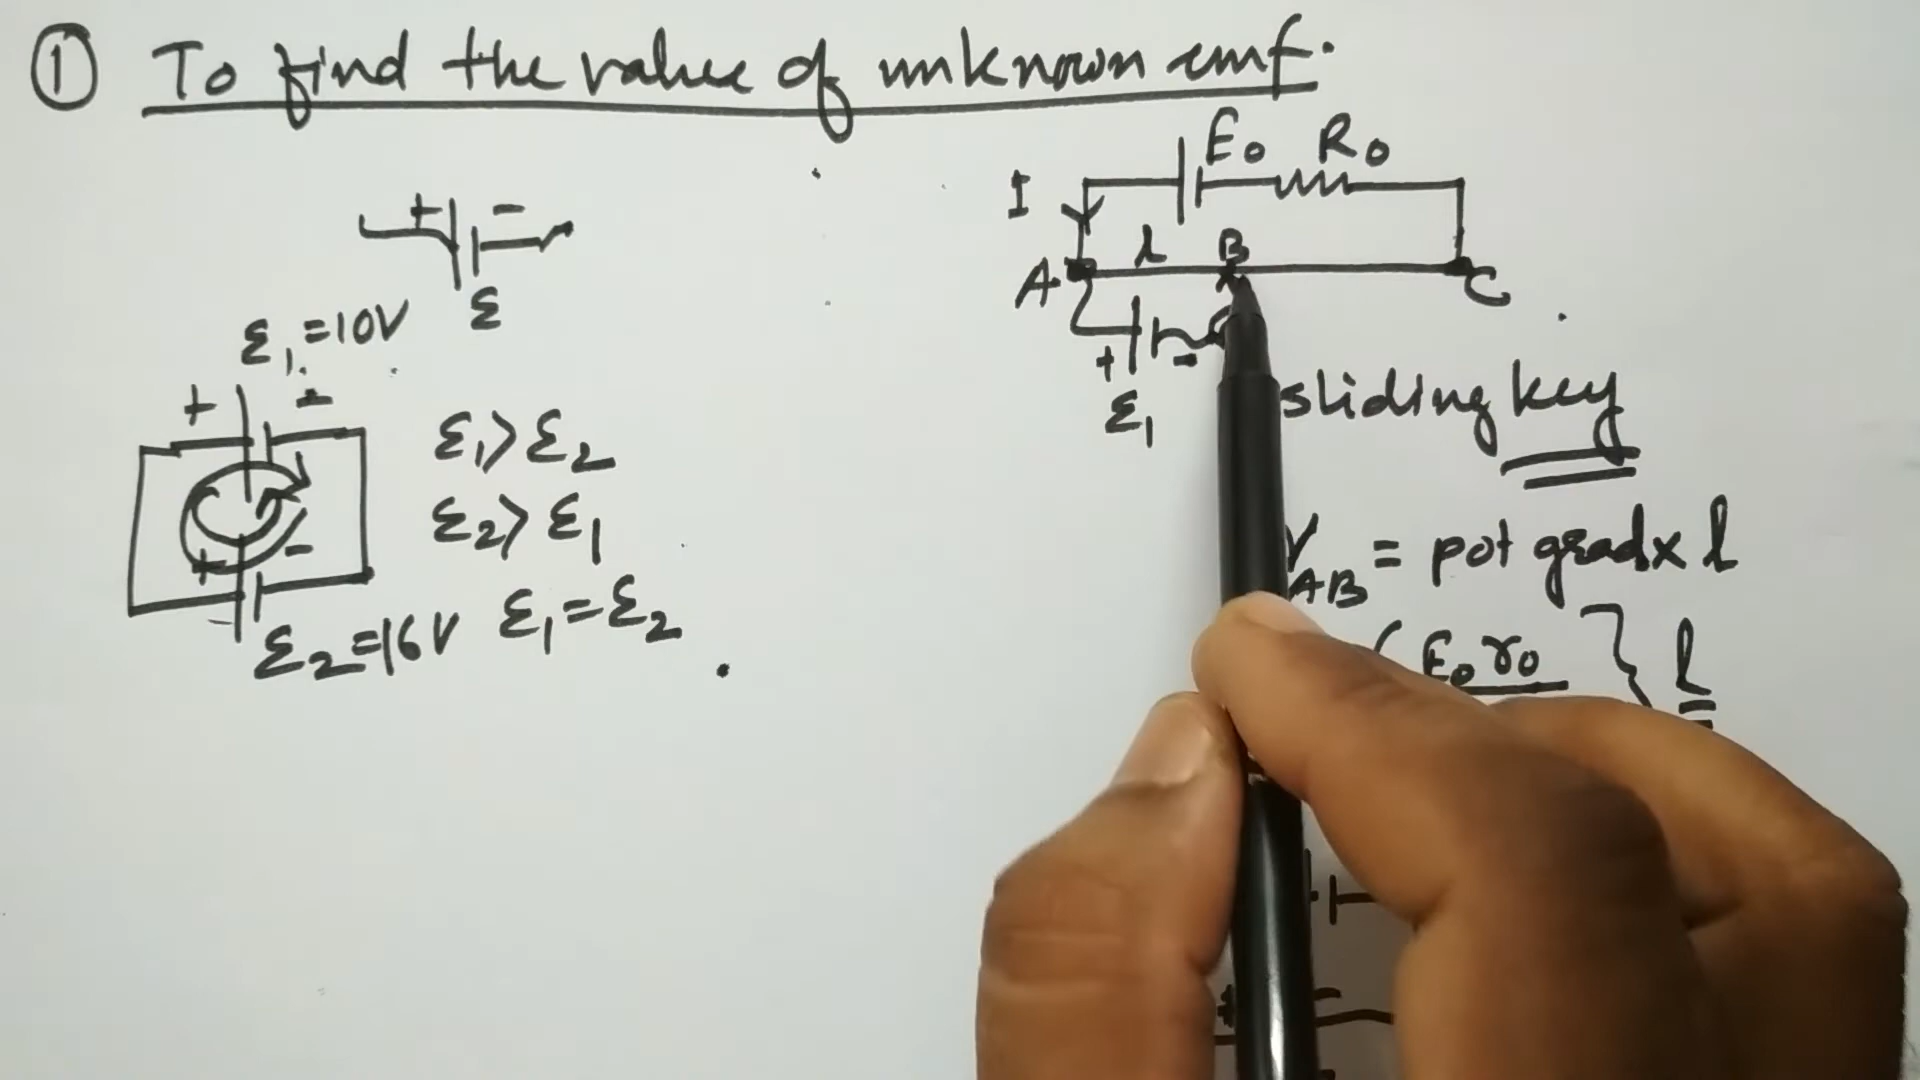 ① To find the value of unknown emf.
+ -
ε
ε₁=10V
+ -
+ -
ε₂=16V
ε₁>ε₂
ε₂>ε₁
ε₁=ε₂
E₀ R₀
I
A l B C
+ -
ε₁
sliding key
V_AB = pot grad x l
( E₀r₀ } l